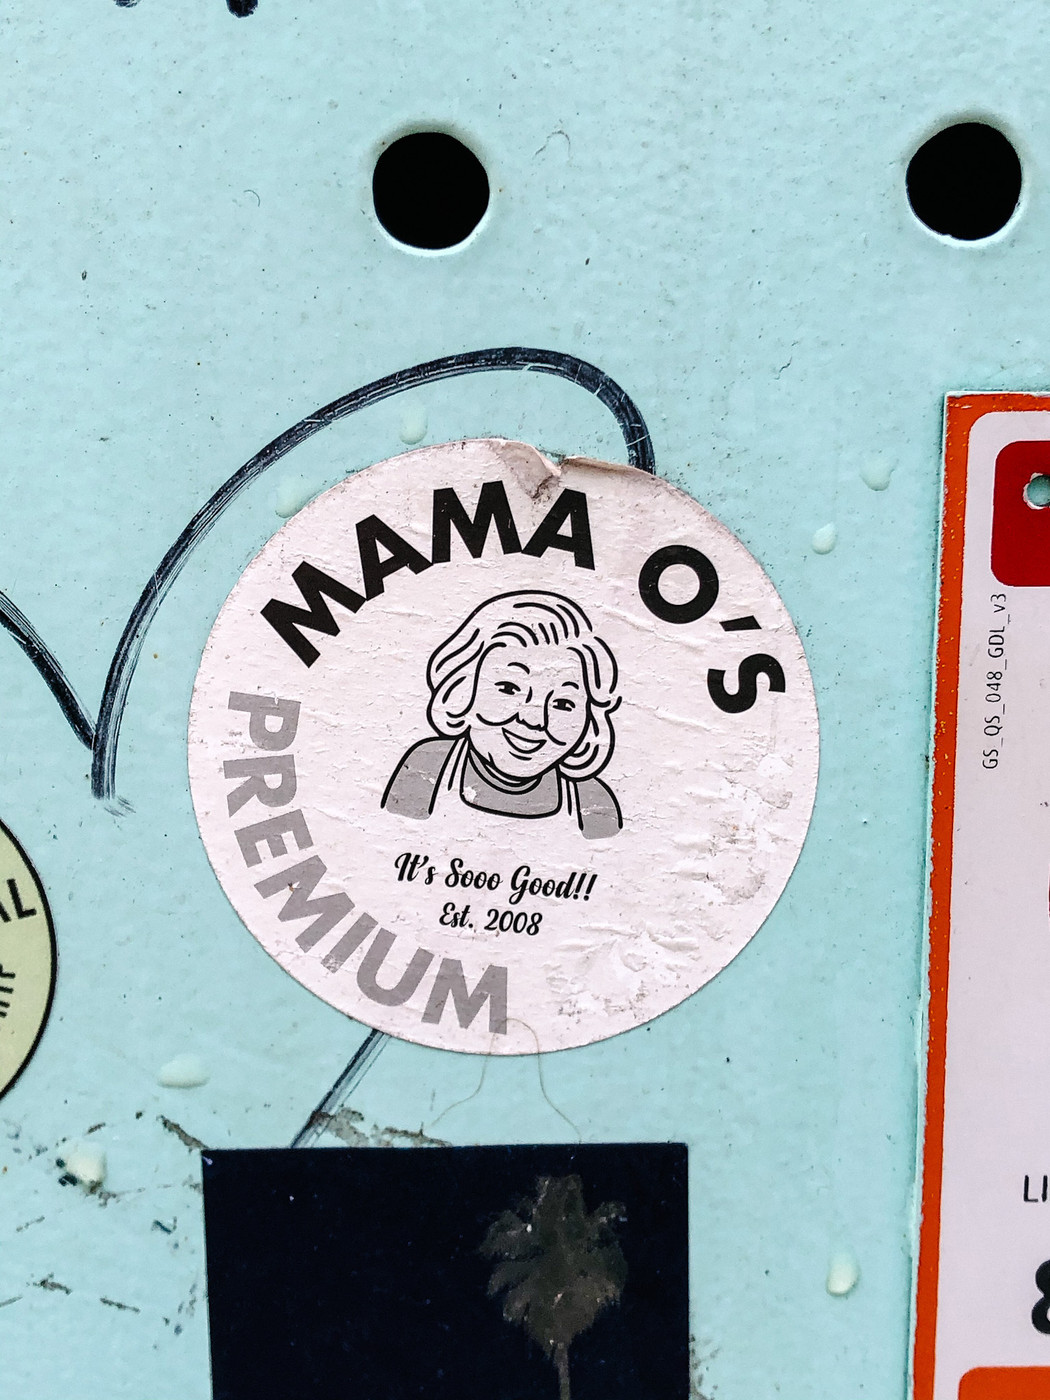 MAMA O'S
PREMIUM
It's Sooo Good!!
Est. 2008
GS_QS_048_GDL_v3